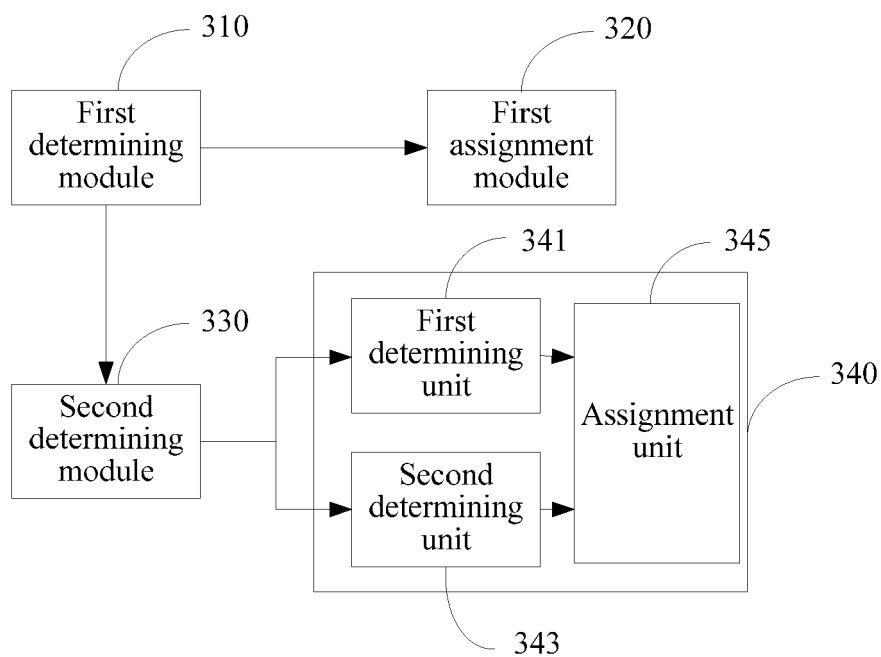 310
320
First
determining
module
First
assignment
module
341
345
330
First
determining
unit
340
Second
determining
module
Assignment
unit
Second
determining
unit
343